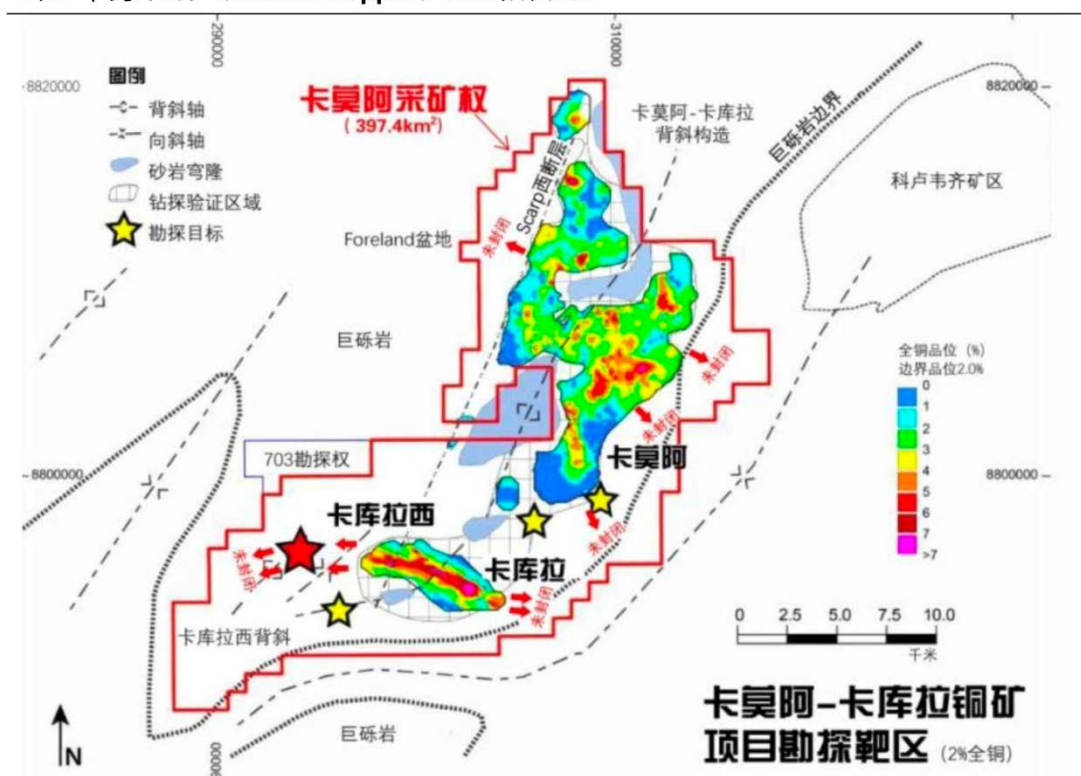 290000
310000
8820000
8820000
图例
背斜轴
向斜轴
砂岩穹隆
钻探验证区域
勘探目标
卡莫阿采矿权
(397.4km²)
卡莫阿-卡库拉
背斜构造
巨砾岩边界
科卢韦齐矿区
Scarp西断层
Foreland盆地
未封闭
巨砾岩
未封闭
未封闭
全铜品位 (%)
边界品位2.0%
0
1
2
3
4
5
6
7
>7
703勘探权
卡莫阿
8800000
8800000
卡库拉西
未封闭
未封闭
卡库拉
未封闭
卡库拉西背斜
0 2.5 5.0 7.5 10.0
千米
巨砾岩
N
卡莫阿-卡库拉铜矿
项目勘探靶区 (2%全铜)